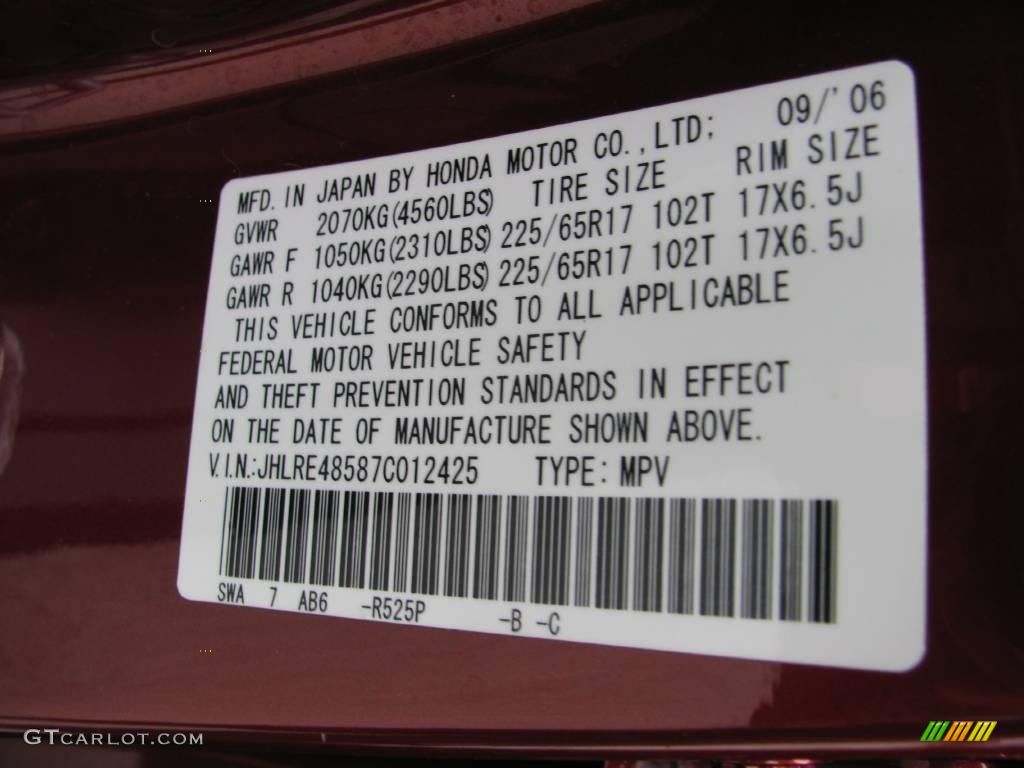 MFD. IN JAPAN BY HONDA MOTOR CO., LTD; 09/'06
GVWR 2070KG(4560LBS) TIRE SIZE RIM SIZE
GAWR F 1050KG(2310LBS) 225/65R17 102T 17X6.5J
GAWR R 1040KG(2290LBS) 225/65R17 102T 17X6.5J
THIS VEHICLE CONFORMS TO ALL APPLICABLE
FEDERAL MOTOR VEHICLE SAFETY
AND THEFT PREVENTION STANDARDS IN EFFECT
ON THE DATE OF MANUFACTURE SHOWN ABOVE.
V.I.N.:JHLRE48587C012425 TYPE: MPV
SWA 7 AB6 -R525P -B -C
GTCARLOT.COM